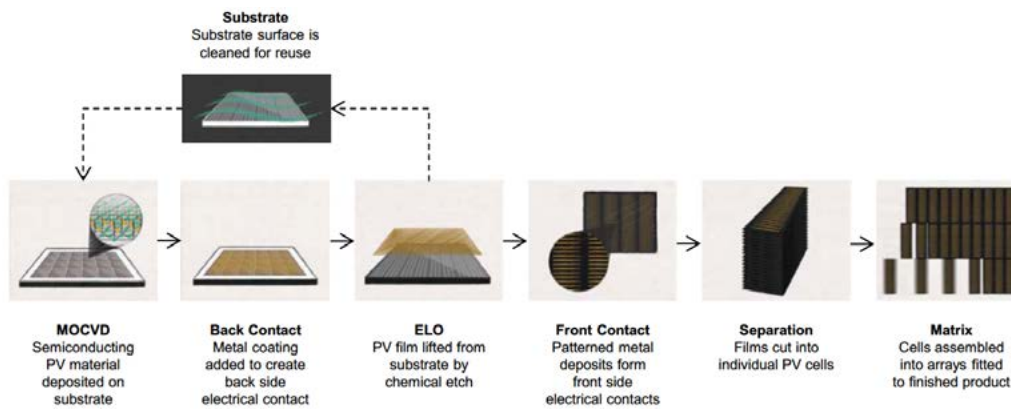 Substrate
Substrate surface is
cleaned for reuse
MOCVD
Semiconducting
PV material
deposited on
substrate
Back Contact
Metal coating
added to create
back side
electrical contact
ELO
PV film lifted from
substrate by
chemical etch
Front Contact
Patterned metal
deposits form
front side
electrical contacts
Separation
Films cut into
individual PV cells
Matrix
Cells assembled
into arrays fitted
to finished product